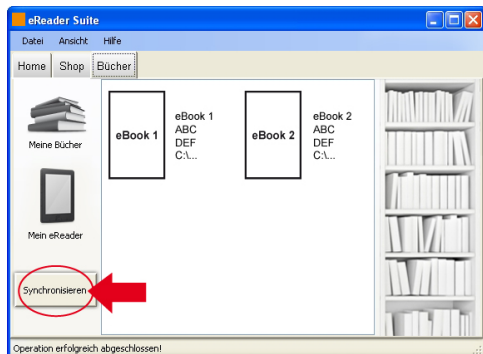 eReader Suite
Datei Ansicht Hilfe
Home Shop Bücher
Meine Bücher
Mein eReader
Synchronisieren
eBook 1
eBook 1
ABC
DEF
C:\...
eBook 2
eBook 2
ABC
DEF
C:\...
Operation erfolgreich abgeschlossen!